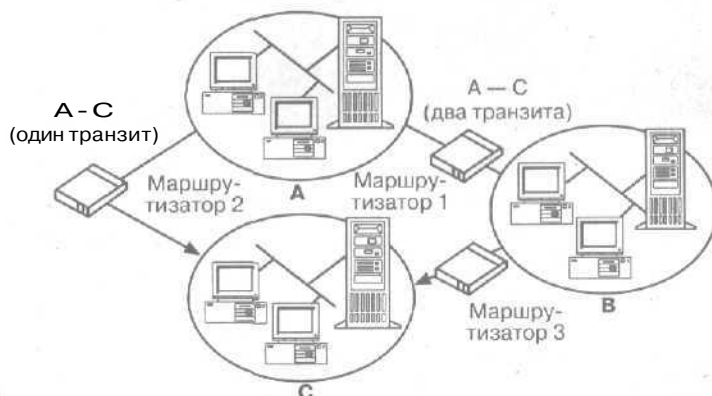 А - С
(один транзит)
А — С
(два транзита)
Маршру-
тизатор 2
А
Маршру-
тизатор 1
В
Маршру-
тизатор 3
С